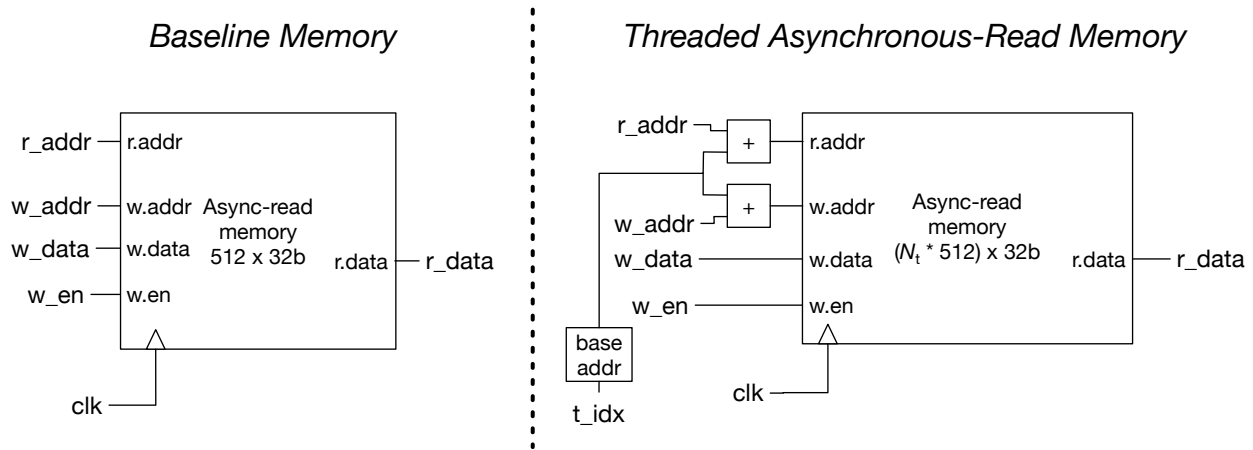 Baseline Memory
r_addr
r.addr
w_addr
w.addr
w_data
w.data
w_en
w.en
Async-read
memory
512 x 32b
r.data
r_data
clk
Threaded Asynchronous-Read Memory
r_addr
+
r.addr
+
w.addr
w_addr
w_data
w.data
w_en
w.en
Async-read
memory
(Nt * 512) x 32b
r.data
r_data
base
addr
t_idx
clk